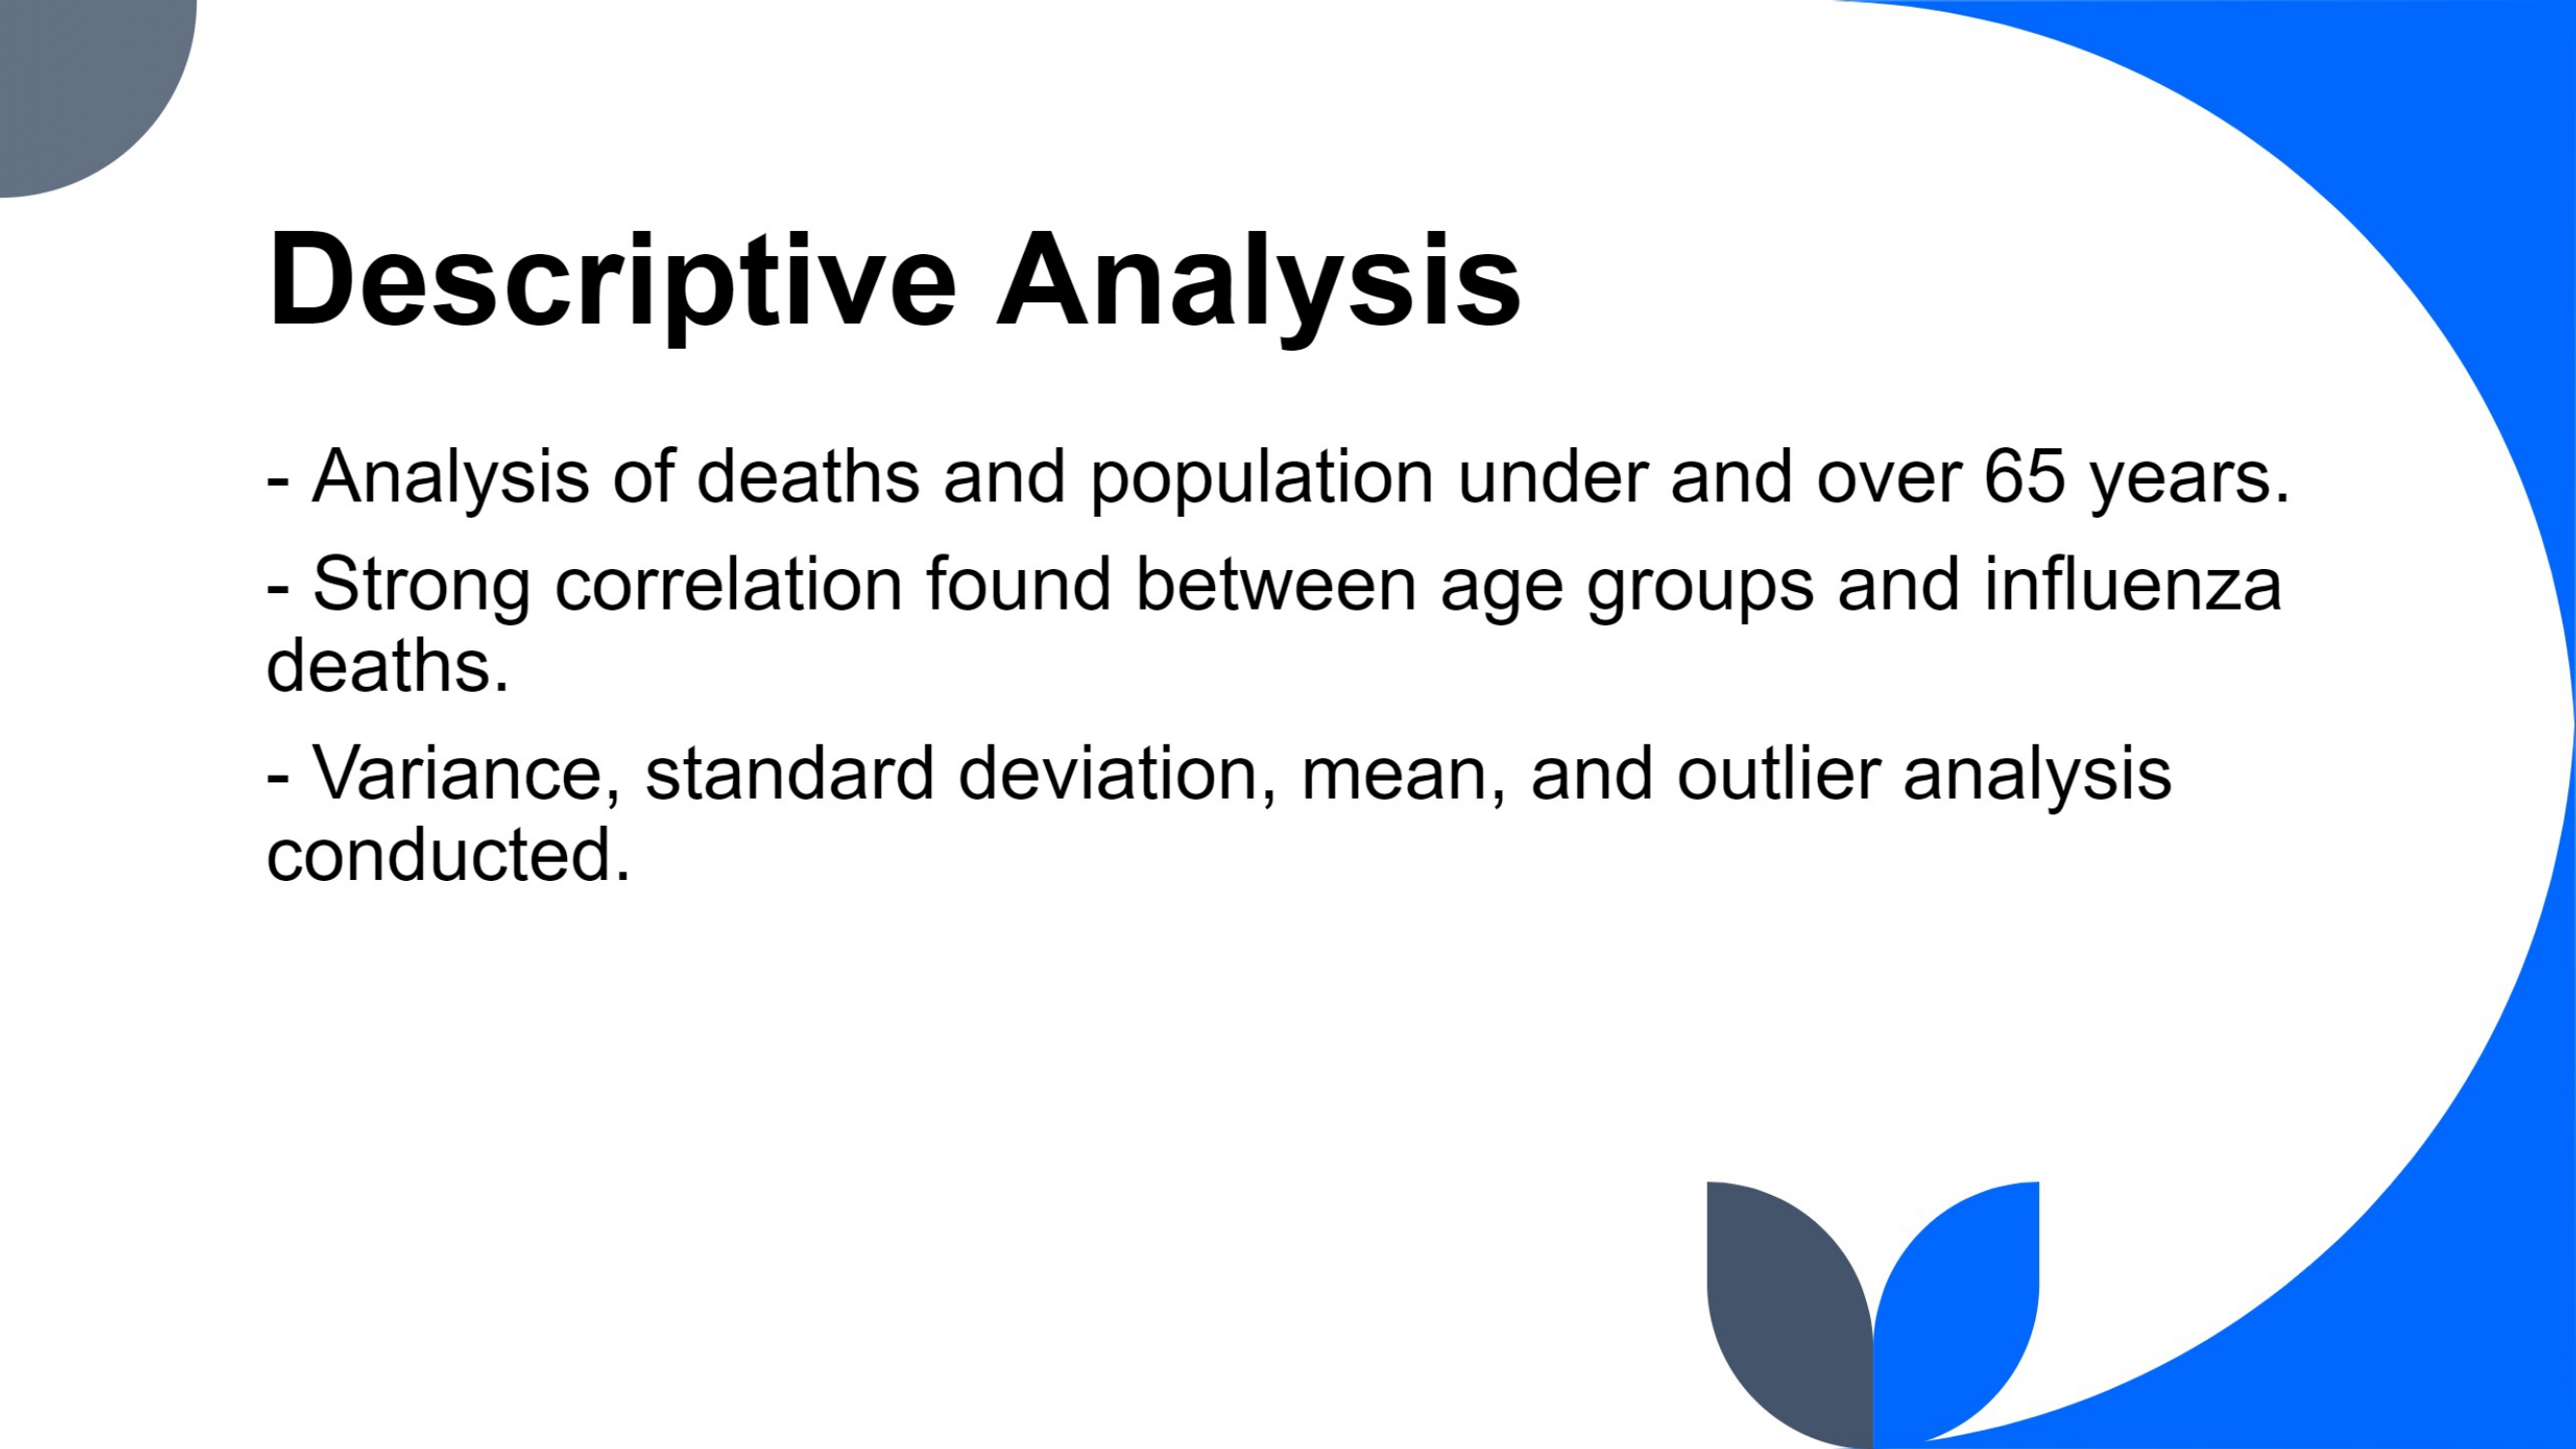 Descriptive Analysis
- Analysis of deaths and population under and over 65 years.
- Strong correlation found between age groups and influenza
deaths.
- Variance, standard deviation, mean, and outlier analysis
conducted.